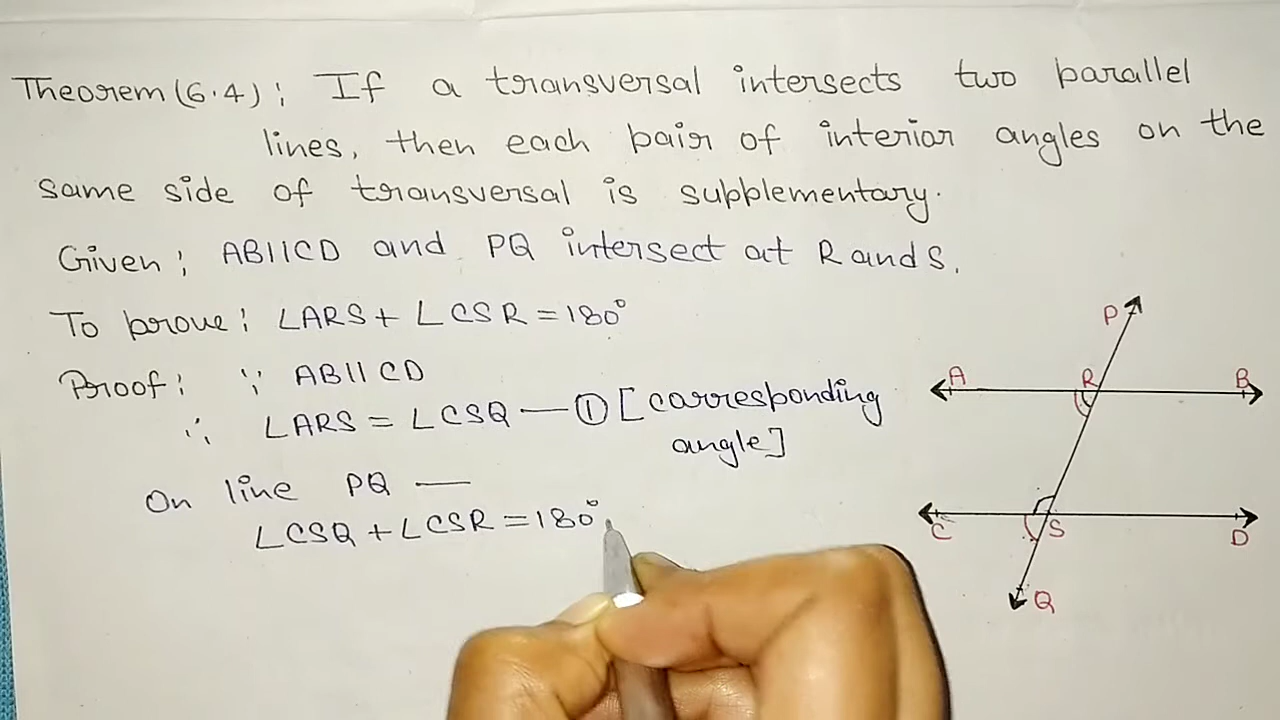 Theorem (6.4); If a transversal intersects two parallel
lines, then each pair of interior angles on the
same side of transversal is supplementary.
Given; AB||CD and PQ intersect at R and S.
To prove: ∠ARS + ∠CSR = 180°
Proof: ∵ AB||CD
∴ ∠ARS = ∠CSQ — ① [corresponding
angle]
On line PQ —
∠CSQ + ∠CSR = 180°
P
A R B
C S D
Q